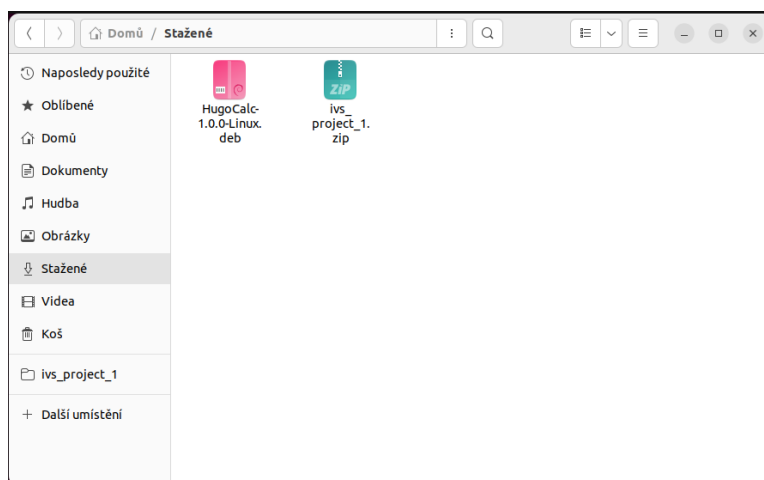 Domů / Stažené
Naposledy použité
Oblíbené
Domů
Dokumenty
Hudba
Obrázky
Stažené
Videa
Koš
ivs_project_1
+ Další umístění
HugoCalc-
1.0.0-Linux.
deb
ZiP
ivs_
project_1.
zip